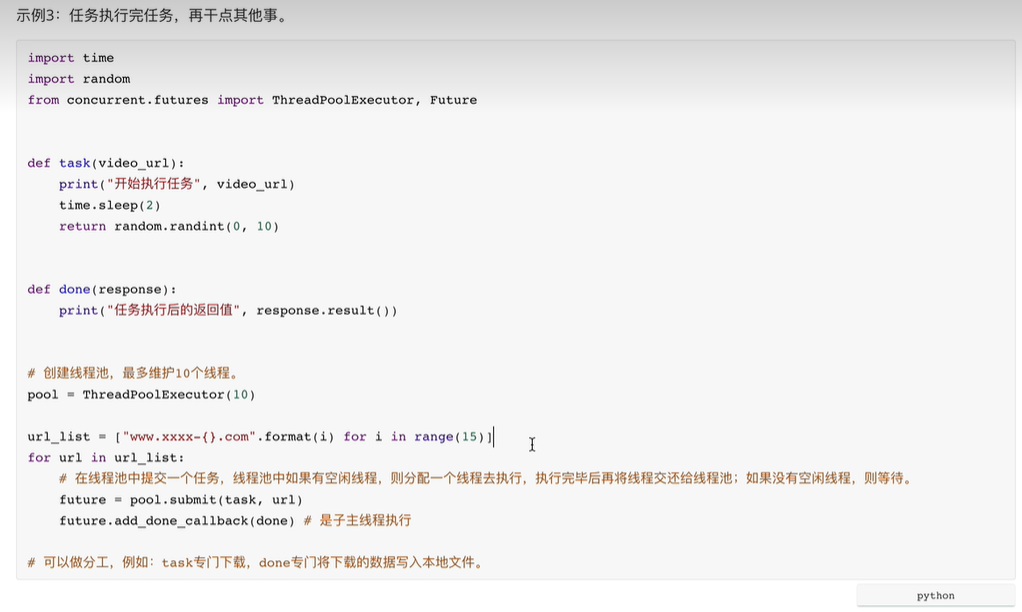 示例3：任务执行完任务，再干点其他事。
import time
import random
from concurrent.futures import ThreadPoolExecutor, Future
def task(video_url):
    print("开始执行任务", video_url)
    time.sleep(2)
    return random.randint(0, 10)
def done(response):
    print("任务执行后的返回值", response.result())
# 创建线程池，最多维护10个线程。
pool = ThreadPoolExecutor(10)
url_list = ["www.xxxx-{}.com".format(i) for i in range(15)]
for url in url_list:
    # 在线程池中提交一个任务，线程池中如果有空闲线程，则分配一个线程去执行，执行完毕后再将线程交还给线程池；如果没有空闲线程，则等待。
    future = pool.submit(task, url)
    future.add_done_callback(done) # 是子主线程执行
# 可以做分工，例如：task专门下载，done专门将下载的数据写入本地文件。
python